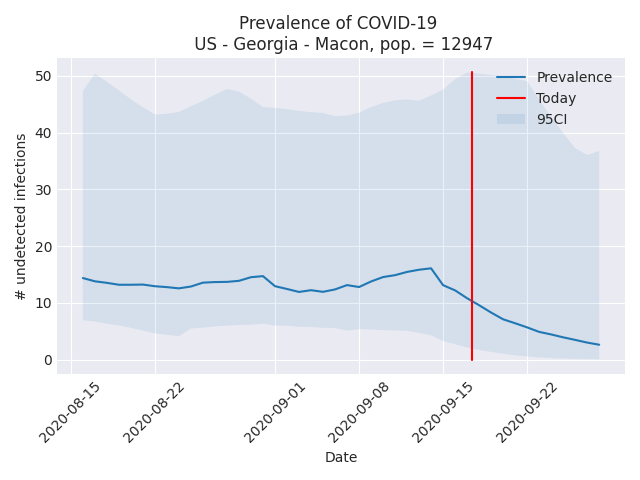 Prevalence of COVID-19
US - Georgia - Macon, pop. = 12947
Prevalence
Today
95CI
# undetected infections
50
40
30
20
10
0
2020-08-15
2020-08-22
2020-09-01
2020-09-08
2020-09-15
2020-09-22
Date